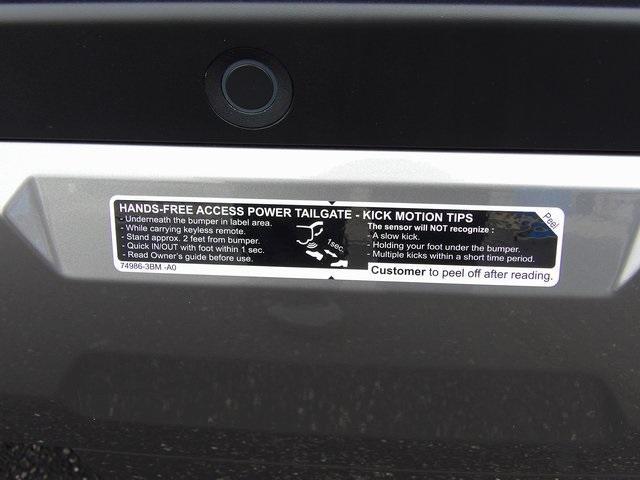 HANDS-FREE ACCESS POWER TAILGATE - KICK MOTION TIPS
- Underneath the bumper in label area.
- While carrying keyless remote.
- Stand approx. 2 feet from bumper.
- Quick IN/OUT with foot within 1 sec.
- Read Owner's guide before use.
74986-3BM -A0
1sec.
The sensor will NOT recognize :
- A slow kick.
- Holding your foot under the bumper.
- Multiple kicks within a short time period.
Peel
Customer to peel off after reading.